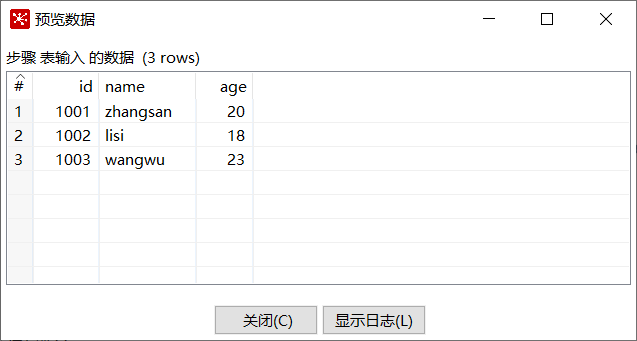 预览数据
步骤 表输入 的数据 (3 rows)
# id name age
1 1001 zhangsan 20
2 1002 lisi 18
3 1003 wangwu 23
关闭(C) 显示日志(L)